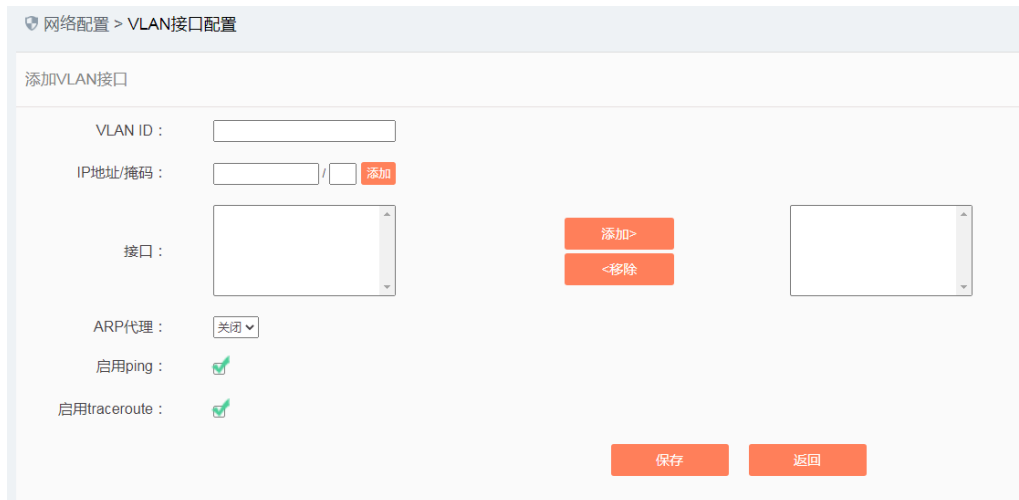 网络配置 > VLAN接口配置
添加VLAN接口
VLAN ID：
IP地址/掩码： / 添加
接口： 添加>
<移除
ARP代理： 关闭
启用ping：
启用traceroute：
保存 返回